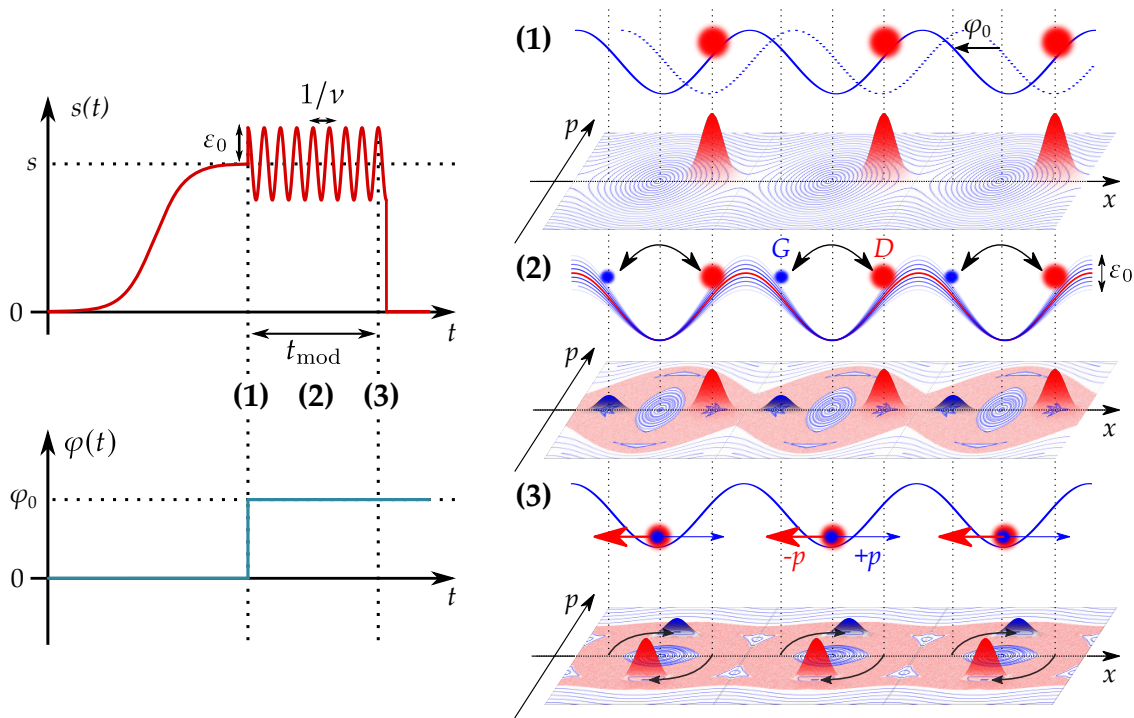 s(t)
1/ν
ε₀
s
0
t
t_mod
(1) (2) (3)
φ(t)
φ₀
0
t
(1)
φ₀
p
x
(2)
G D
ε₀
p
x
(3)
-p +p
p
x